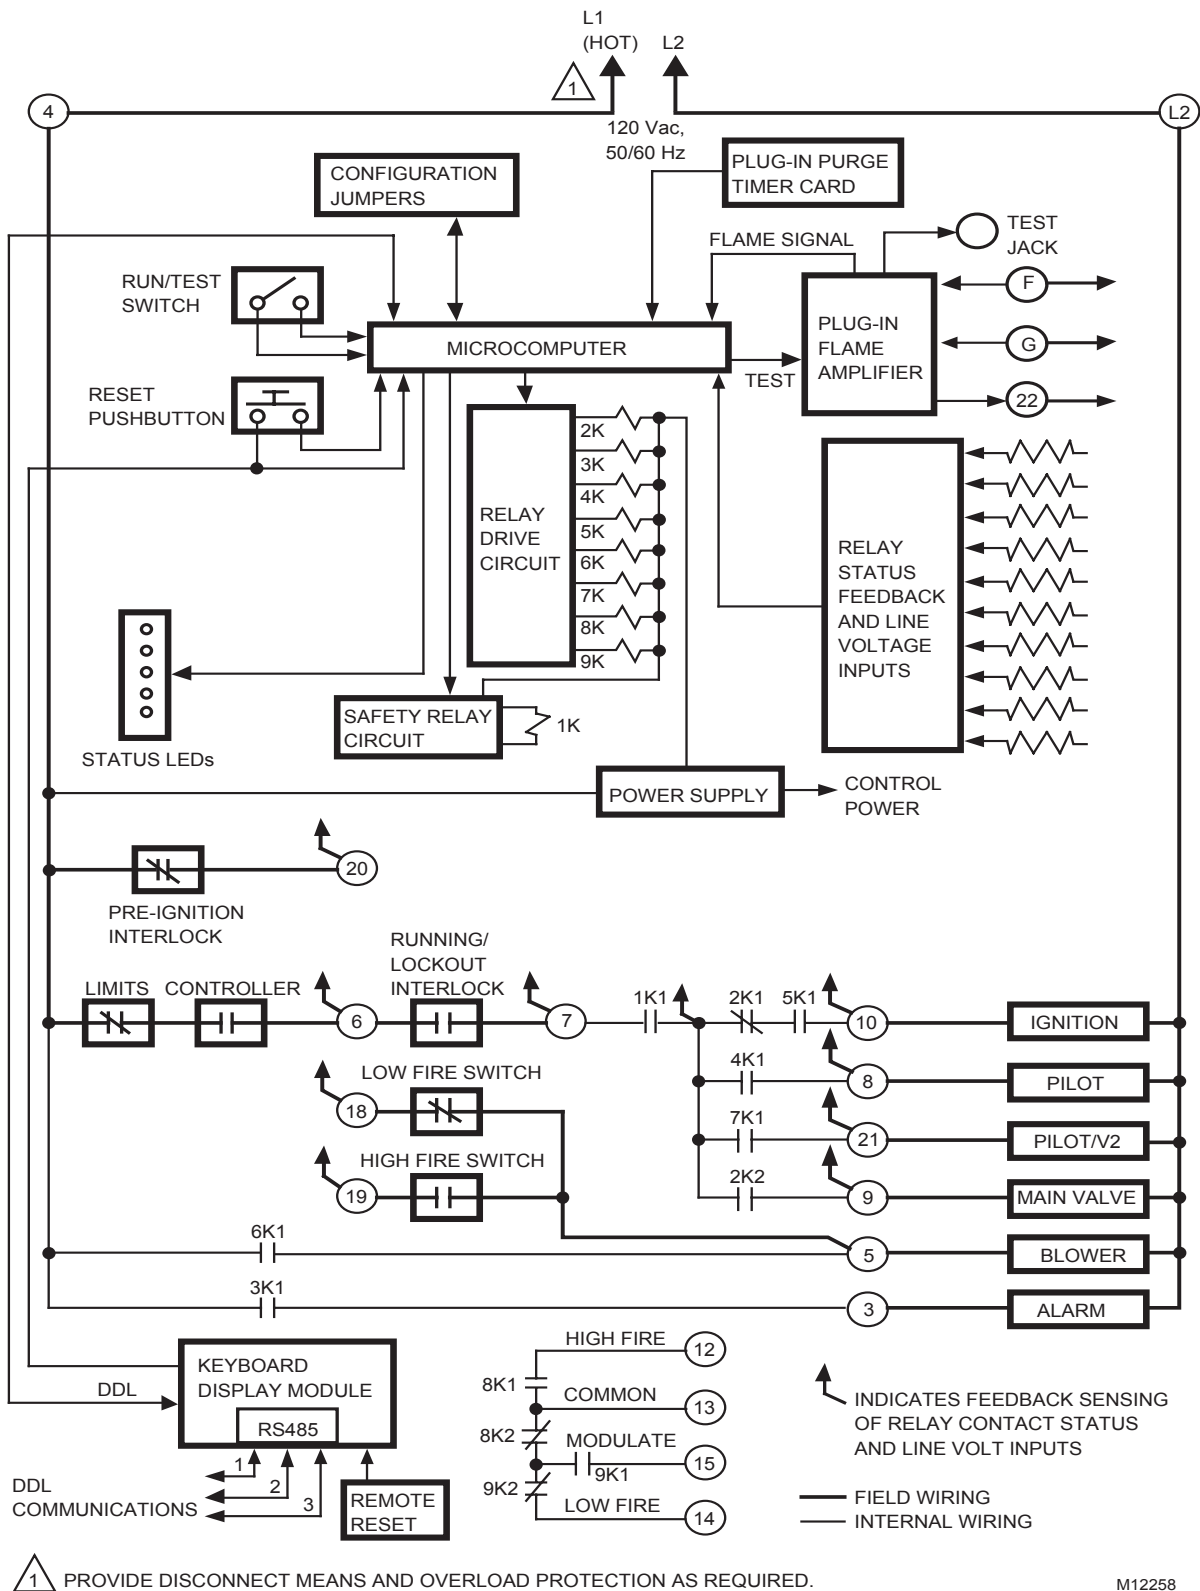 L1
(HOT)
L2
1
4
L2
120 Vac,
50/60 Hz
CONFIGURATION
JUMPERS
PLUG-IN PURGE
TIMER CARD
FLAME SIGNAL
TEST
JACK
RUN/TEST
SWITCH
F
MICROCOMPUTER
PLUG-IN
FLAME
AMPLIFIER
G
TEST
22
RESET
PUSHBUTTON
2K
3K
4K
5K
6K
7K
8K
9K
RELAY
DRIVE
CIRCUIT
RELAY
STATUS
FEEDBACK
AND LINE
VOLTAGE
INPUTS
STATUS LEDs
SAFETY RELAY
CIRCUIT
1K
POWER SUPPLY
CONTROL
POWER
20
PRE-IGNITION
INTERLOCK
LIMITS
CONTROLLER
6
RUNNING/
LOCKOUT
INTERLOCK
7
1K1
2K1
5K1
10
IGNITION
4K1
8
PILOT
LOW FIRE SWITCH
18
7K1
21
PILOT/V2
HIGH FIRE SWITCH
19
2K2
9
MAIN VALVE
6K1
5
BLOWER
3K1
3
ALARM
KEYBOARD
DISPLAY MODULE
RS485
DDL
1
2
3
DDL
COMMUNICATIONS
REMOTE
RESET
HIGH FIRE
12
8K1
COMMON
13
8K2
MODULATE
15
9K1
9K2
LOW FIRE
14
INDICATES FEEDBACK SENSING
OF RELAY CONTACT STATUS
AND LINE VOLT INPUTS
FIELD WIRING
INTERNAL WIRING
1 PROVIDE DISCONNECT MEANS AND OVERLOAD PROTECTION AS REQUIRED.
M12258